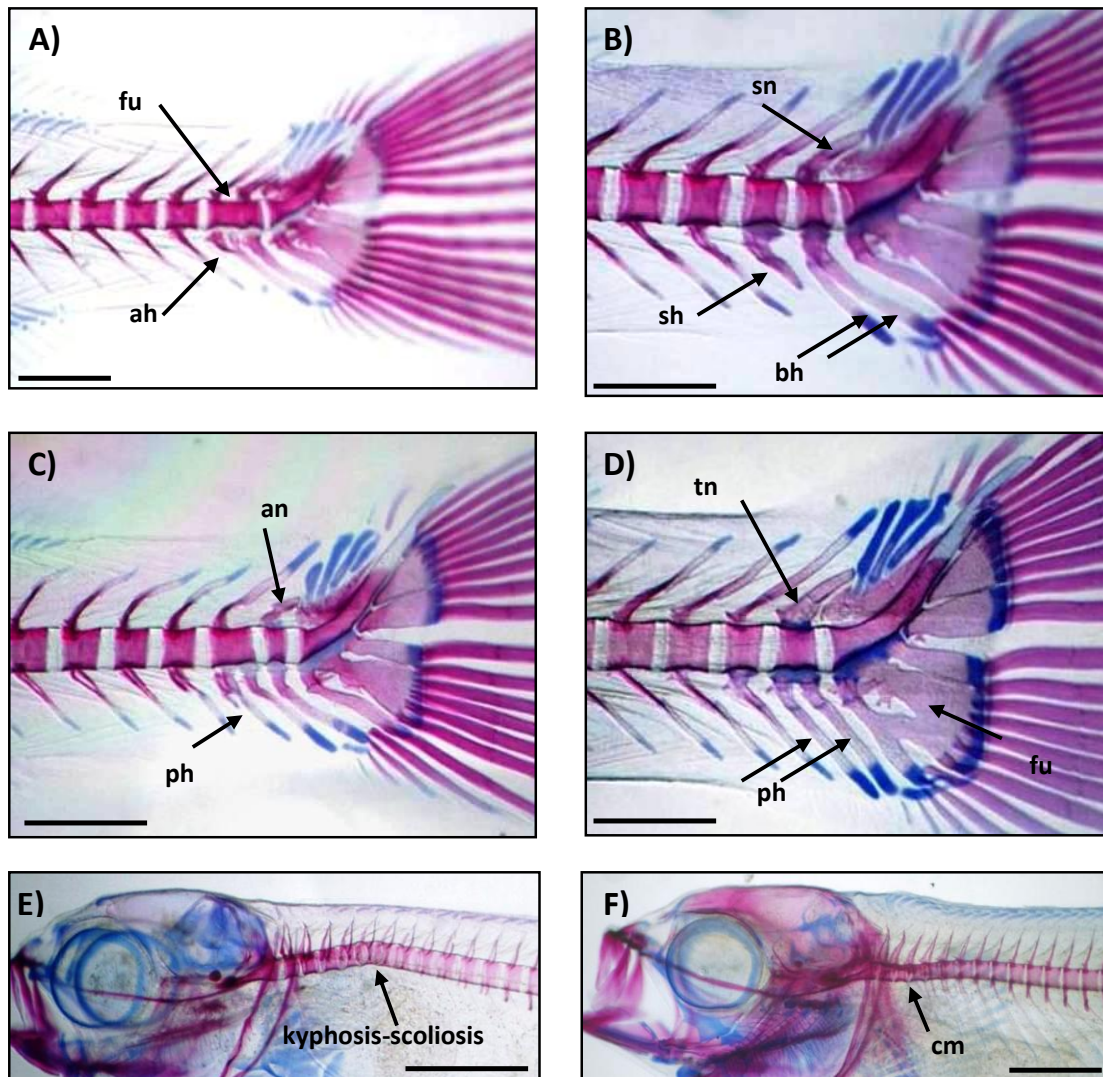 A)
fu
ah
B)
sn
sh
bh
C)
an
ph
D)
tn
ph
fu
E)
kyphosis-scoliosis
F)
cm